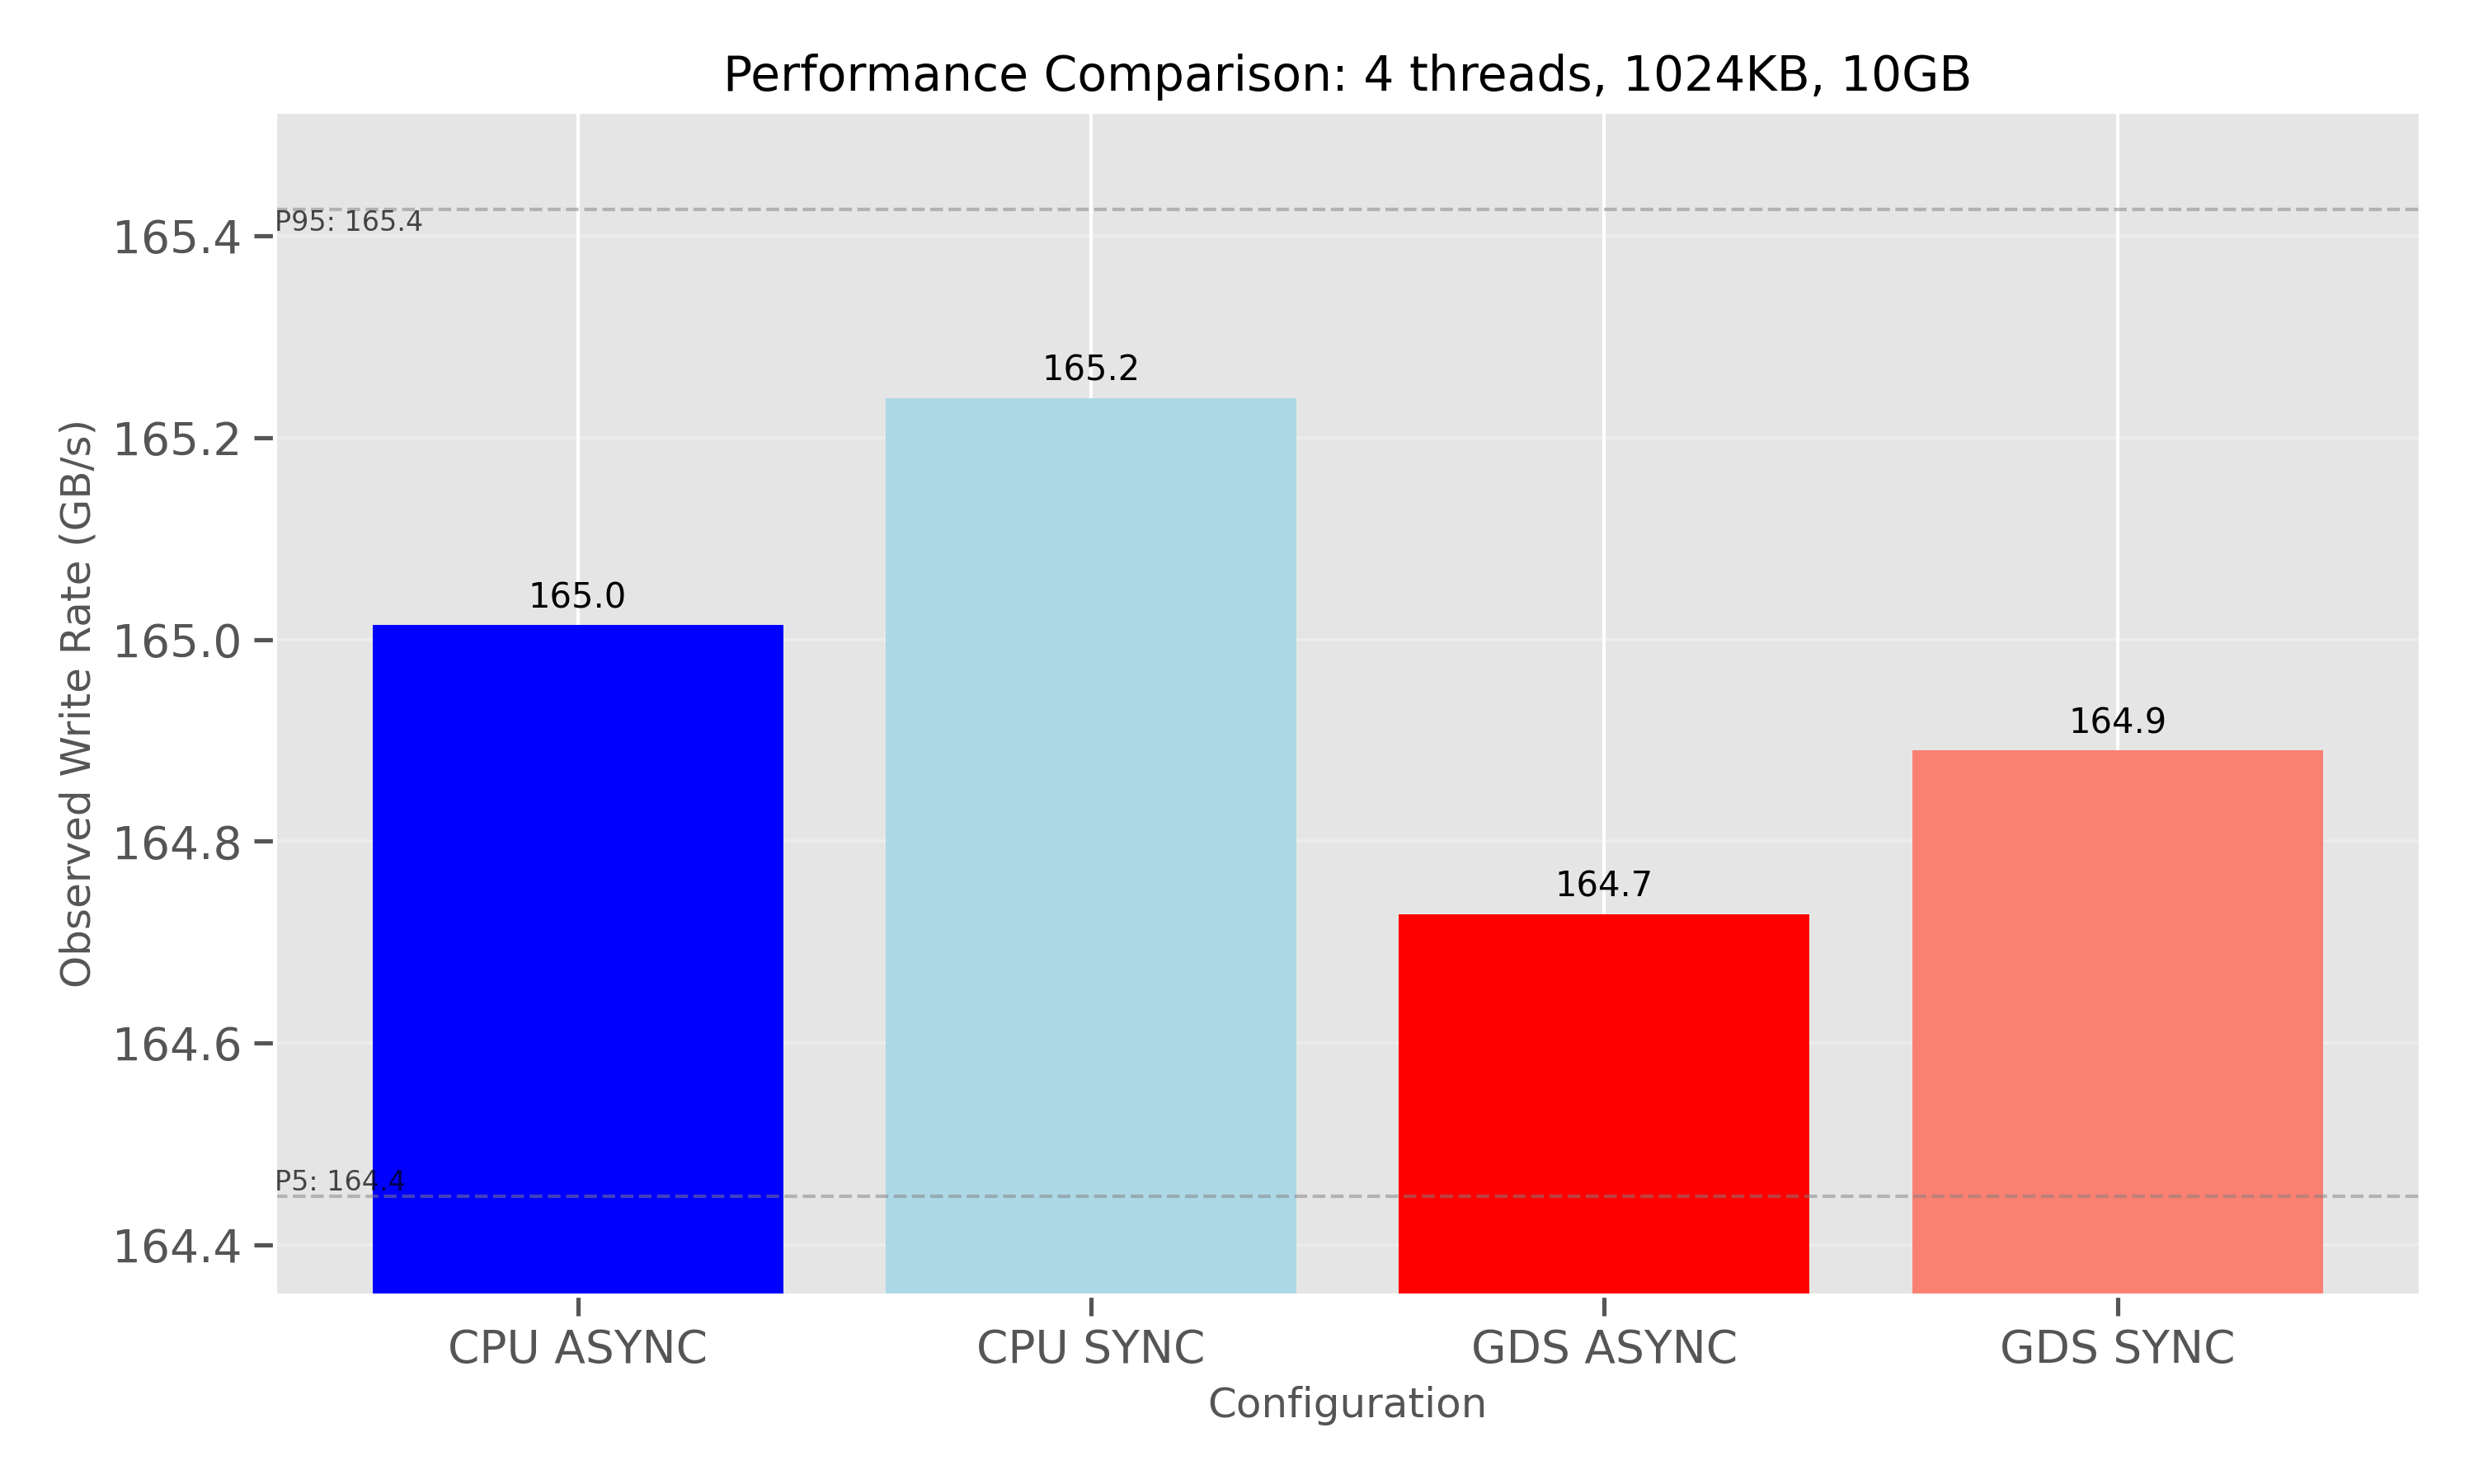 Performance Comparison: 4 threads, 1024KB, 10GB
Observed Write Rate (GB/s)
165.4
165.2
165.0
164.8
164.6
164.4
P95: 165.4
P5: 164.4
165.0
165.2
164.7
164.9
CPU ASYNC
CPU SYNC
GDS ASYNC
GDS SYNC
Configuration